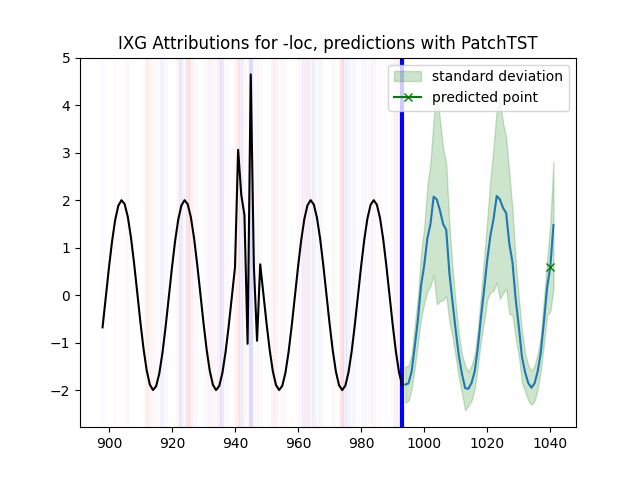 IXG Attributions for -loc, predictions with PatchTST
standard deviation
predicted point
5
4
3
2
1
0
−1
−2
900 920 940 960 980 1000 1020 1040